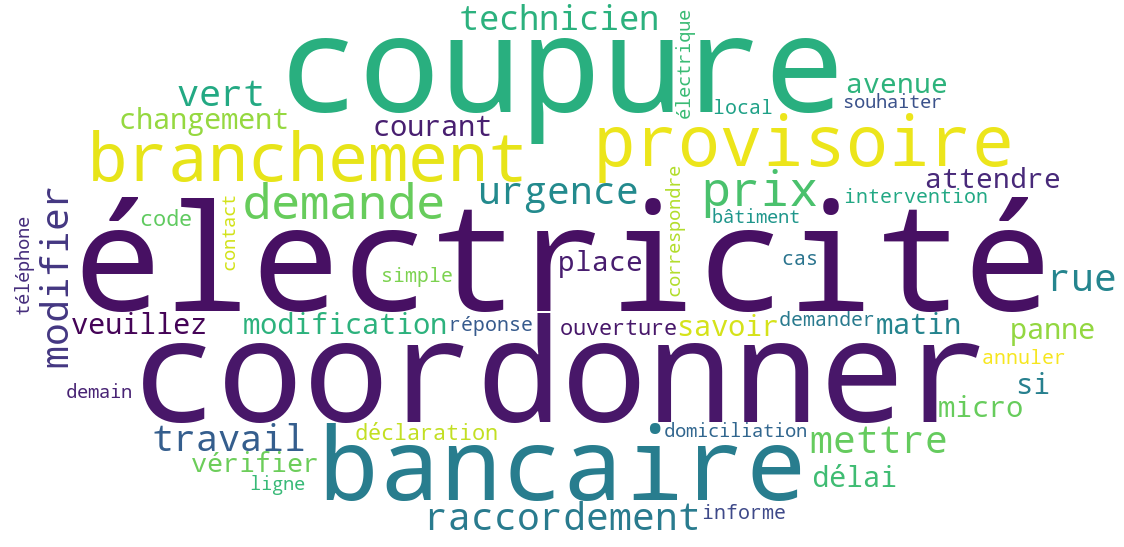 technicien
coupure
électrique
avenue
vert
local
souhaiter
changement
courant
branchement
provisoire
modifier
téléphone
code
contact
demande
urgence
correspondre
prix
attendre
intervention
bâtiment
électricité
simple
place
cas
rue
veuillez
modification
réponse
ouverture
savoir
demander
matin
panne
coordonner
annuler
demain
si
micro
travail
déclaration
bancaire
domiciliation
mettre
vérifier
ligne
délai
raccordement
informe